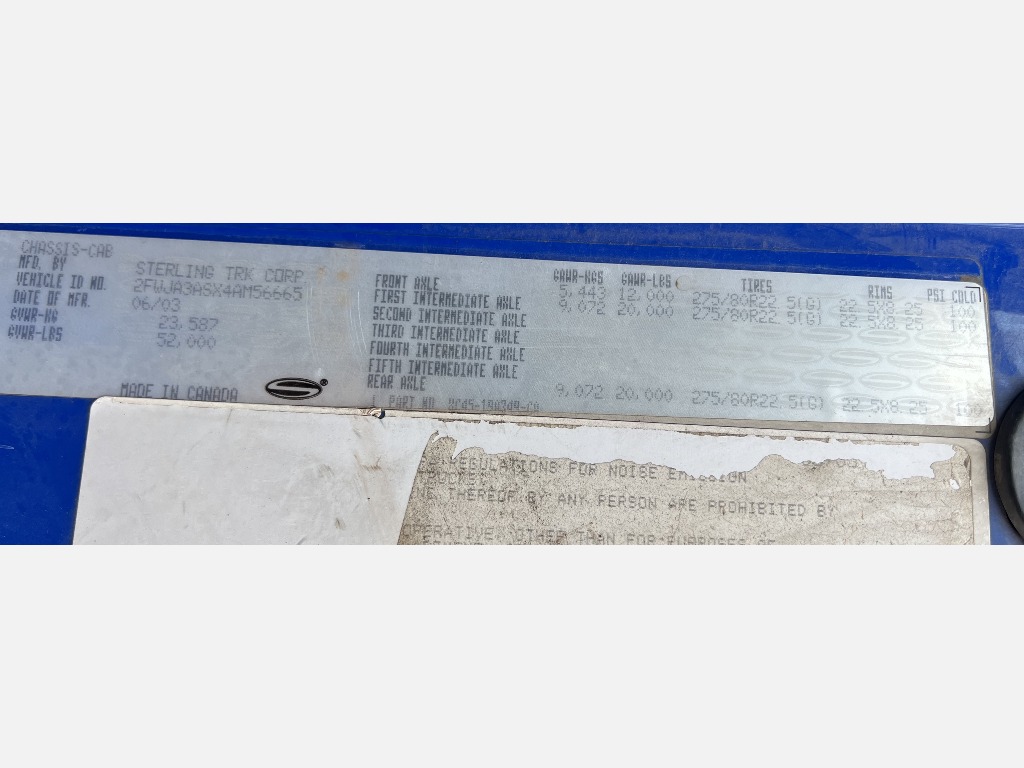 CHASSIS-CAB
MFD. BY STERLING TRK CORP
VEHICLE ID NO. 2FWJA3ASX4AM56665
DATE OF MFR. 06/03
GVWR-KG 23,587
GVWR-LBS 52,000
MADE IN CANADA
GAWR-KGS GAWR-LBS TIRES RIMS PSI COLD
FRONT AXLE 5,443 12,000 275/80R22.5(G) 22.5X8.25 100
FIRST INTERMEDIATE AXLE 9,072 20,000 275/80R22.5(G) 22.5X8.25 100
SECOND INTERMEDIATE AXLE
THIRD INTERMEDIATE AXLE
FOURTH INTERMEDIATE AXLE
FIFTH INTERMEDIATE AXLE
REAR AXLE 9,072 20,000 275/80R22.5(G) 22.5X8.25 100
PART NO.
REGULATIONS FOR NOISE EMISSION
THEREOF BY ANY PERSON ARE PROHIBITED BY
OPERATIVE OTHER THAN FOR PURPOSES OF